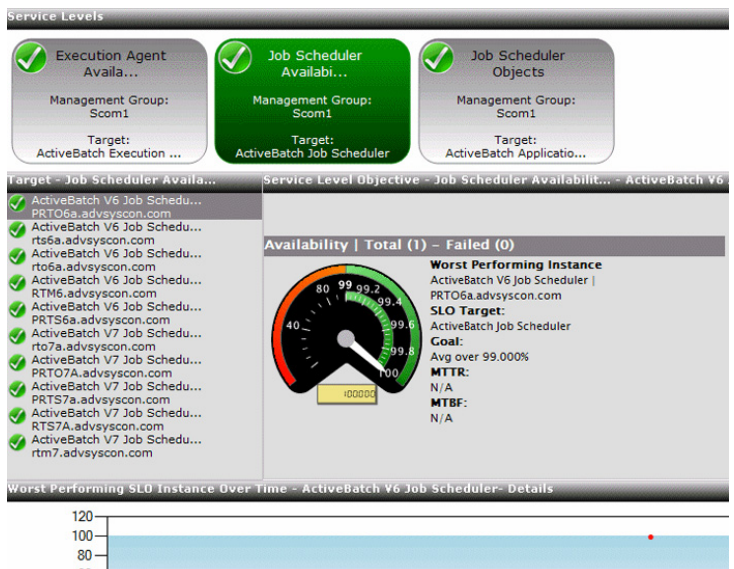 Service Levels
Execution Agent
Availa...
Management Group:
Scom1
Target:
ActiveBatch Execution ...
Job Scheduler
Availabi...
Management Group:
Scom1
Target:
ActiveBatch Job Scheduler
Job Scheduler
Objects
Management Group:
Scom1
Target:
ActiveBatch Applicatio...
Target - Job Scheduler Availa...
ActiveBatch V6 Job Schedu...
PRTO6a.advsyscon.com
ActiveBatch V6 Job Schedu...
rts6a.advsyscon.com
ActiveBatch V6 Job Schedu...
rto6a.advsyscon.com
ActiveBatch V6 Job Schedu...
RTM6.advsyscon.com
ActiveBatch V6 Job Schedu...
PRTS6a.advsyscon.com
ActiveBatch V7 Job Schedu...
rto7a.advsyscon.com
ActiveBatch V7 Job Schedu...
PRTO7A.advsyscon.com
ActiveBatch V7 Job Schedu...
PRTS7a.advsyscon.com
ActiveBatch V7 Job Schedu...
RTS7A.advsyscon.com
ActiveBatch V7 Job Schedu...
rtm7.advsyscon.com
Service Level Objective - Job Scheduler Availabilit... - ActiveBatch V6
Availability | Total (1) - Failed (0)
40
80
99
99.2
99.4
99.6
99.8
100
100000
Worst Performing Instance
ActiveBatch V6 Job Scheduler |
PRTO6a.advsyscon.com
SLO Target:
ActiveBatch Job Scheduler
Goal:
Avg over 99.000%
MTTR:
N/A
MTBF:
N/A
Worst Performing SLO Instance Over Time - ActiveBatch V6 Job Scheduler- Details
120
100
80